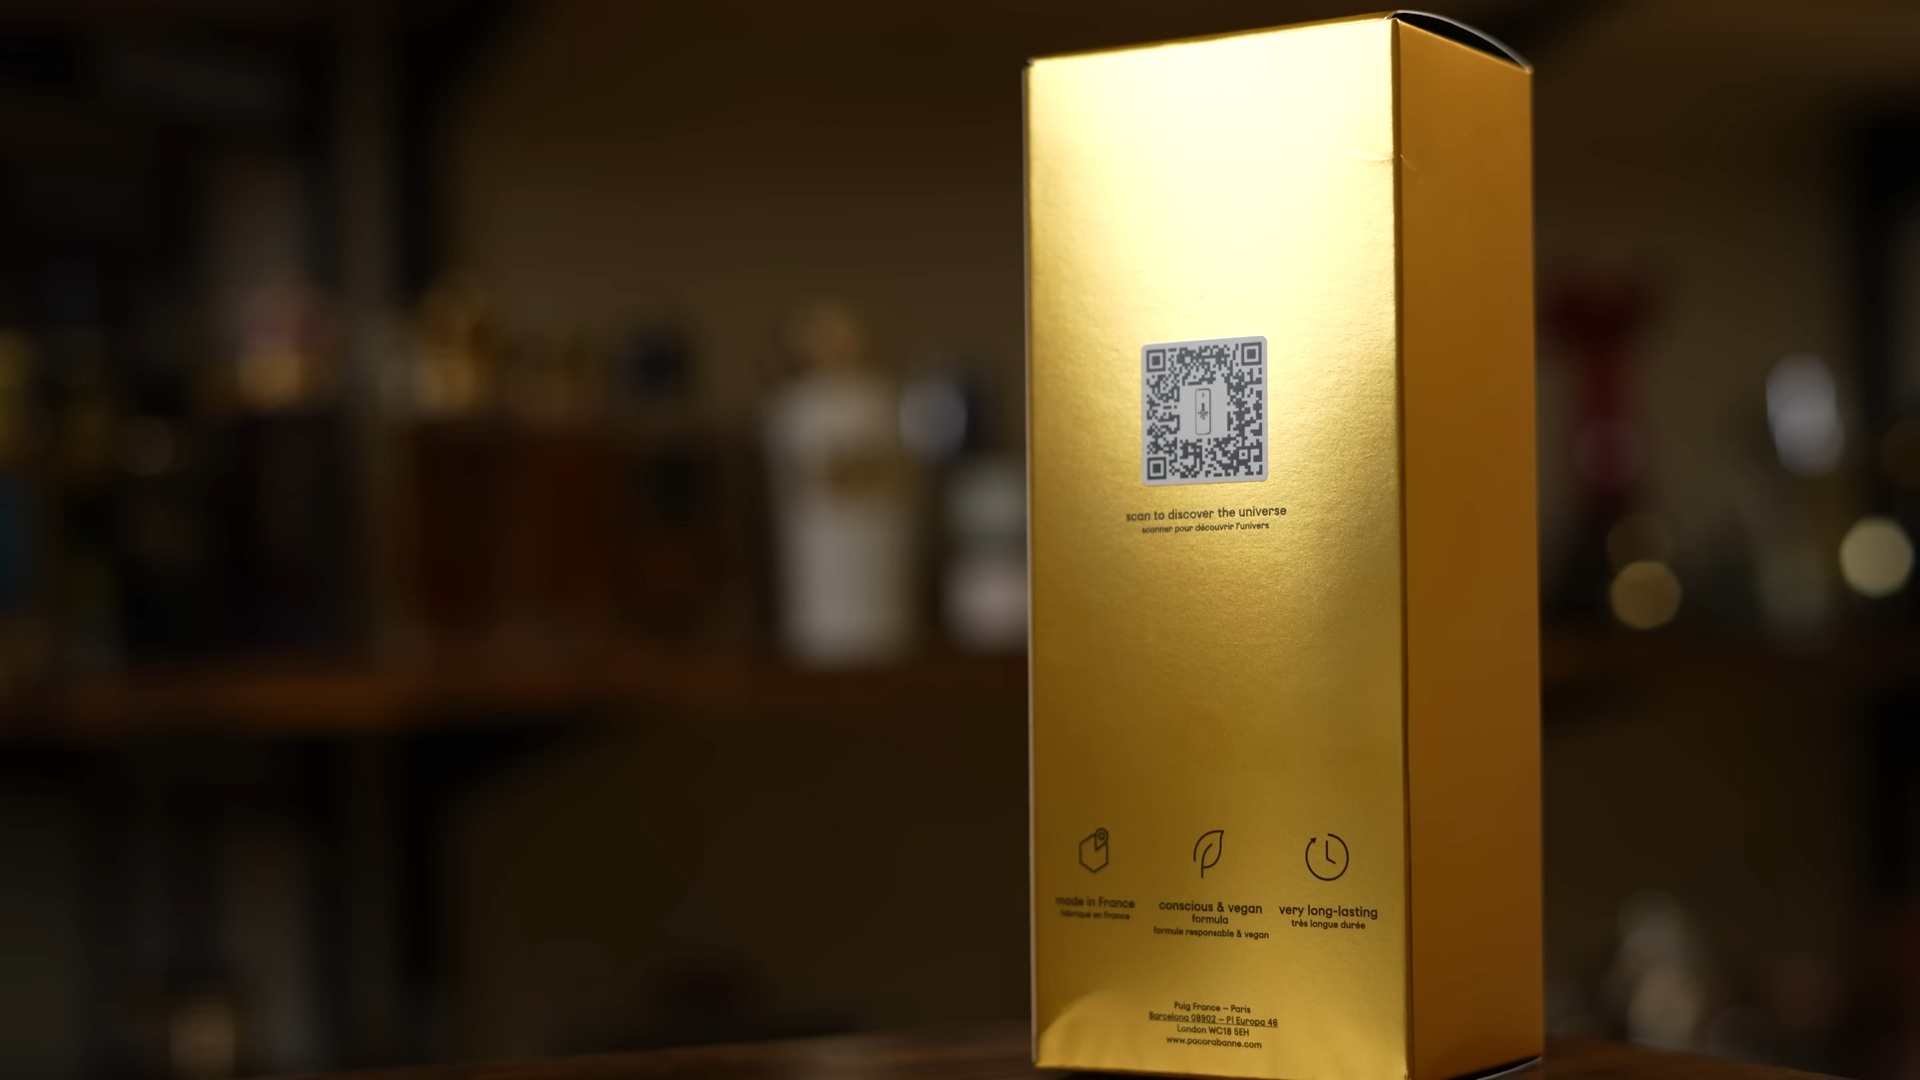 scan to discover the universe
scanner pour découvrir l'univers
made in France
fabriqué en France
conscious & vegan
formula
formule responsable & vegan
very long-lasting
très longue durée
Puig France – Paris
Barcelona 08902 – Pl Europa 46
London WC1B 5EH
www.pacorabanne.com